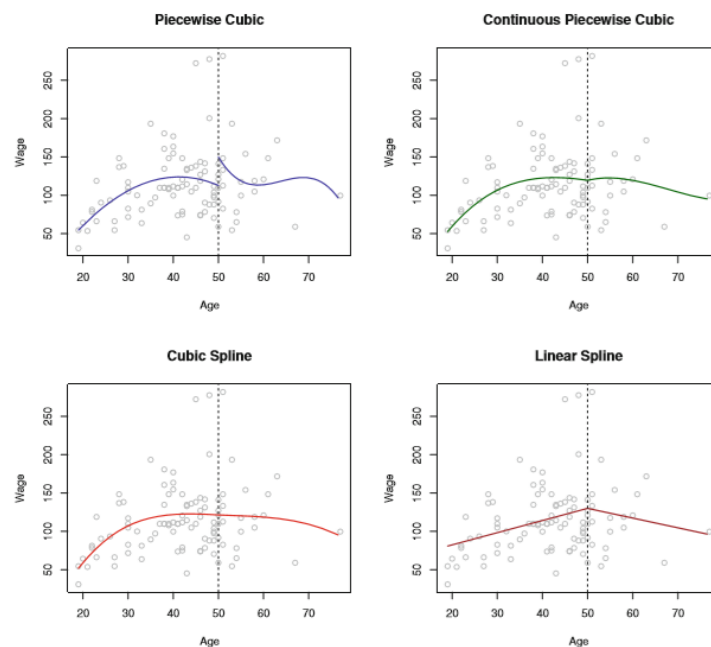 Piecewise Cubic
Wage
50 100 150 200 250
20 30 40 50 60 70
Age
Continuous Piecewise Cubic
Wage
50 100 150 200 250
20 30 40 50 60 70
Age
Cubic Spline
Wage
50 100 150 200 250
20 30 40 50 60 70
Age
Linear Spline
Wage
50 100 150 200 250
20 30 40 50 60 70
Age